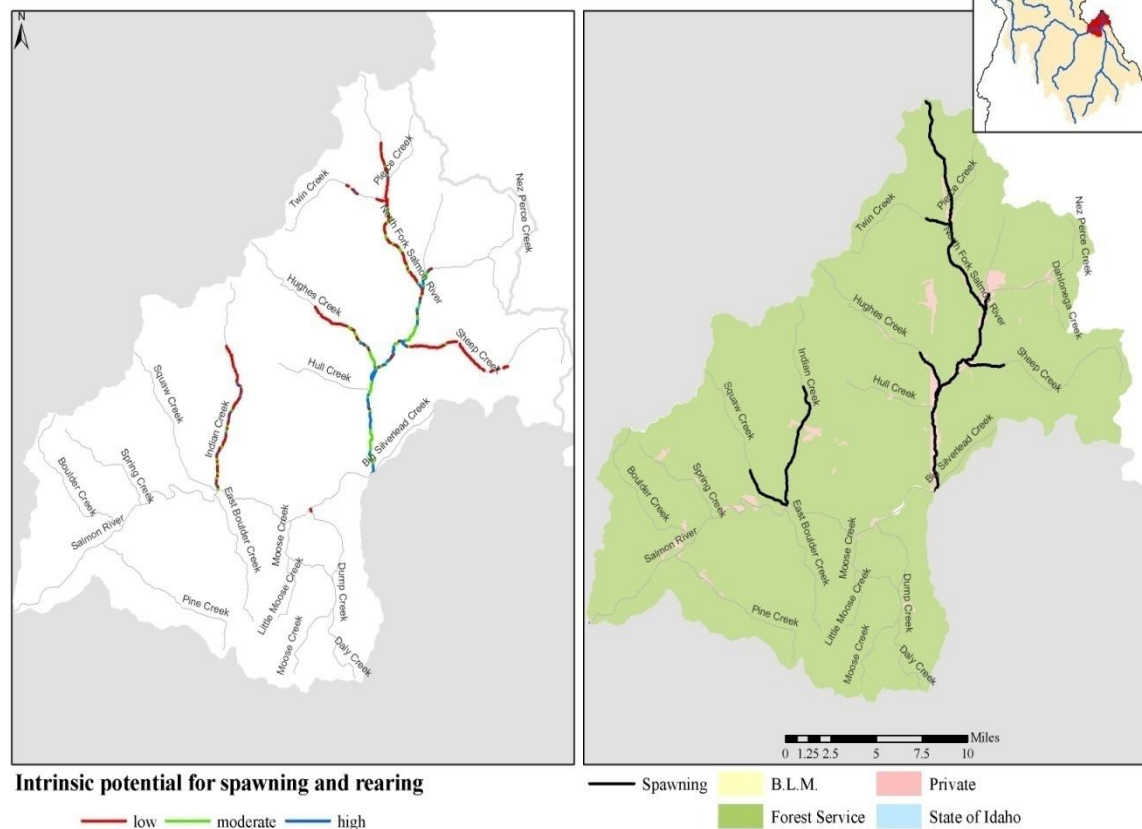 N
Pierce Creek
Twin Creek
Nez Perce Creek
North Fork Salmon River
Hughes Creek
Sheep Creek
Hull Creek
Squaw Creek
Indian Creek
Big Silverlead Creek
Boulder Creek
Spring Creek
East Boulder Creek
Moose Creek
Salmon River
Little Moose Creek
Dump Creek
Pine Creek
Moose Creek
Daly Creek
Pierce Creek
Twin Creek
Nez Perce Creek
North Fork Salmon River
Dahlonega Creek
Hughes Creek
Sheep Creek
Indian Creek
Hull Creek
Squaw Creek
Big Silverlead Creek
Boulder Creek
Spring Creek
East Boulder Creek
Moose Creek
Salmon River
Little Moose Creek
Dump Creek
Pine Creek
Moose Creek
Daly Creek
Miles
0 1.25 2.5 5 7.5 10
Intrinsic potential for spawning and rearing
low moderate high
Spawning B.L.M. Private
Forest Service State of Idaho